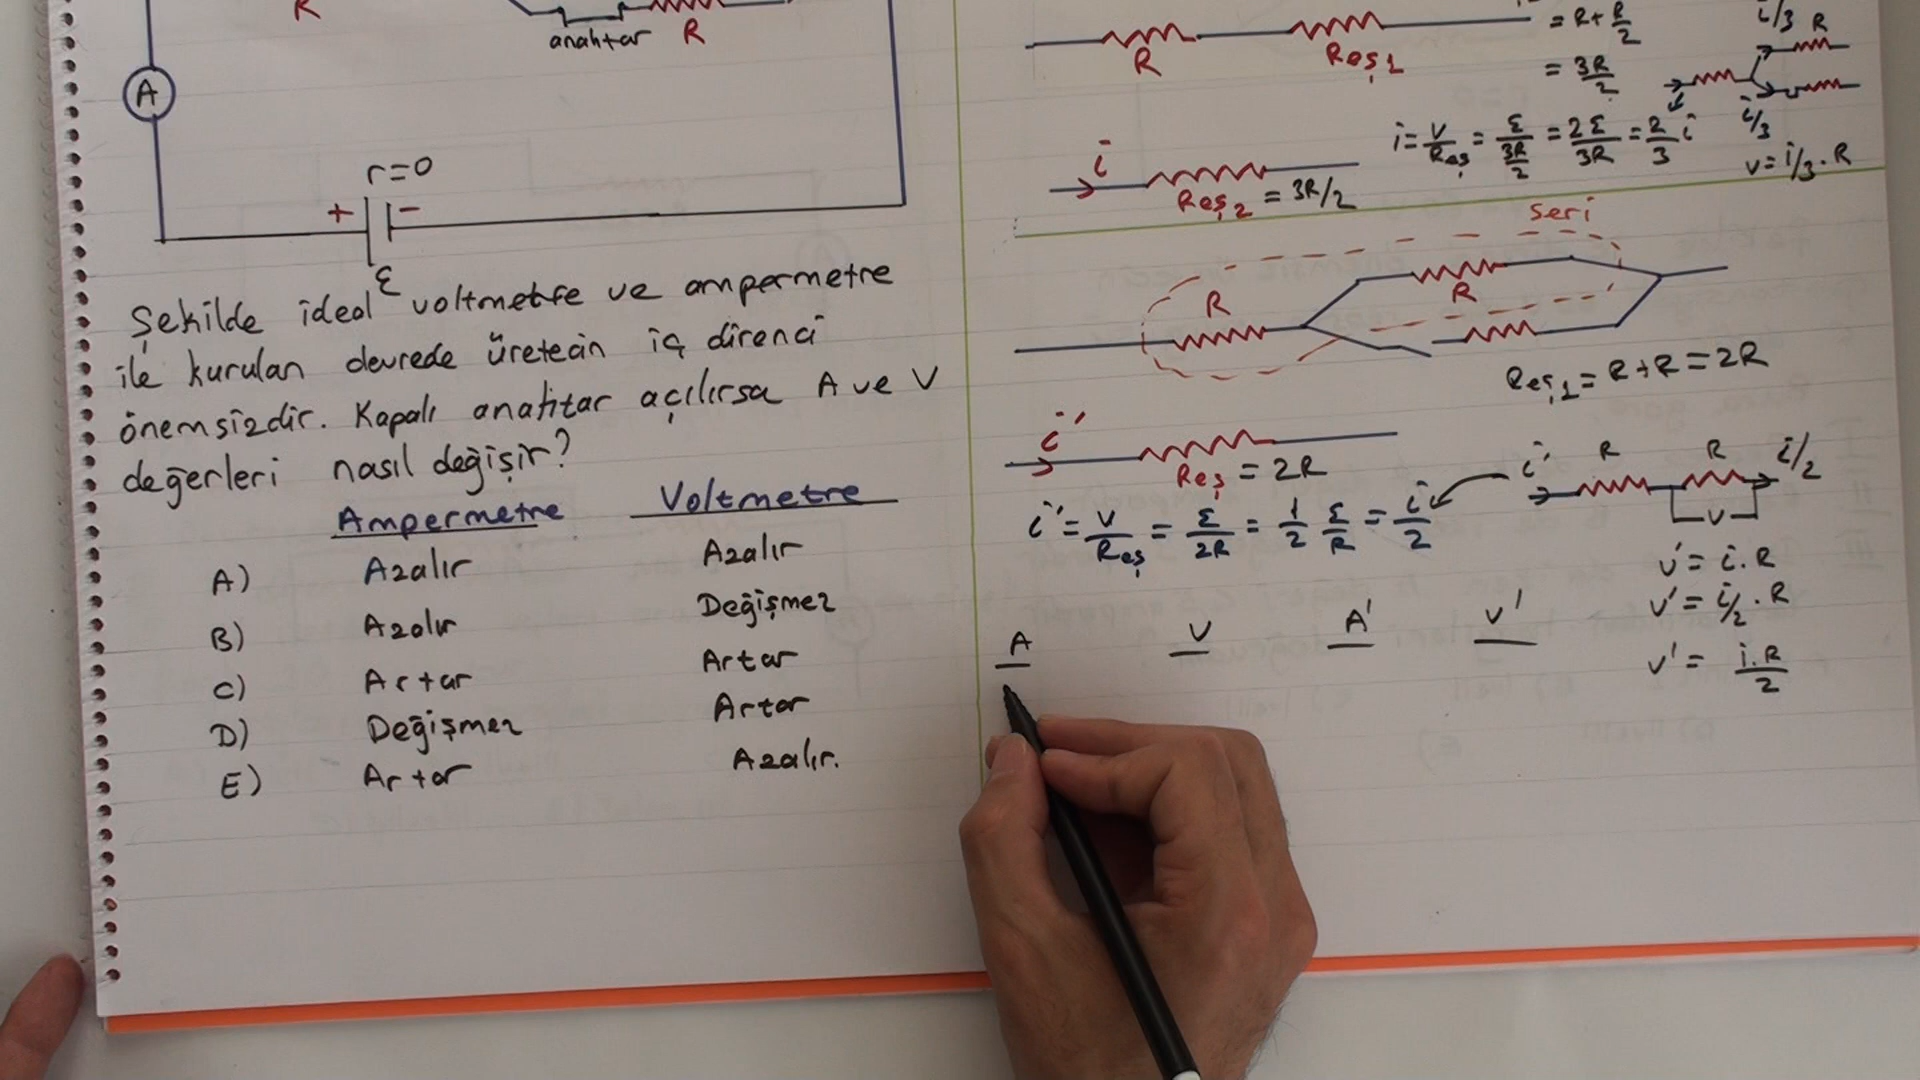 R
anahtar R
A
r=0
+ -
ε
Şekilde ideal voltmetre ve ampermetre
ile kurulan devrede üretecin iç direnci
önemsizdir. Kapalı anahtar açılırsa A ve V
değerleri nasıl değişir?
Ampermetre Voltmetre
A) Azalır Azalır
B) Azalır Değişmez
C) Artar Artar
D) Değişmez Artar
E) Artar Azalır.
R Reş1
= R+R/2
= 3R/2
i/3 R
i/3
i
Reş2 = 3R/2
i=V/Reş = ε/(3R/2) = 2ε/3R = 2/3 i
V= i/3 . R
seri
R
R
Reş1 = R+R = 2R
i'
Reş = 2R
i' R R i/2
V
i' = V/Reş = ε/2R = 1/2 ε/R = i/2
V' = i.R
V' = i/2 . R
V' = i.R/2
A V A' V'